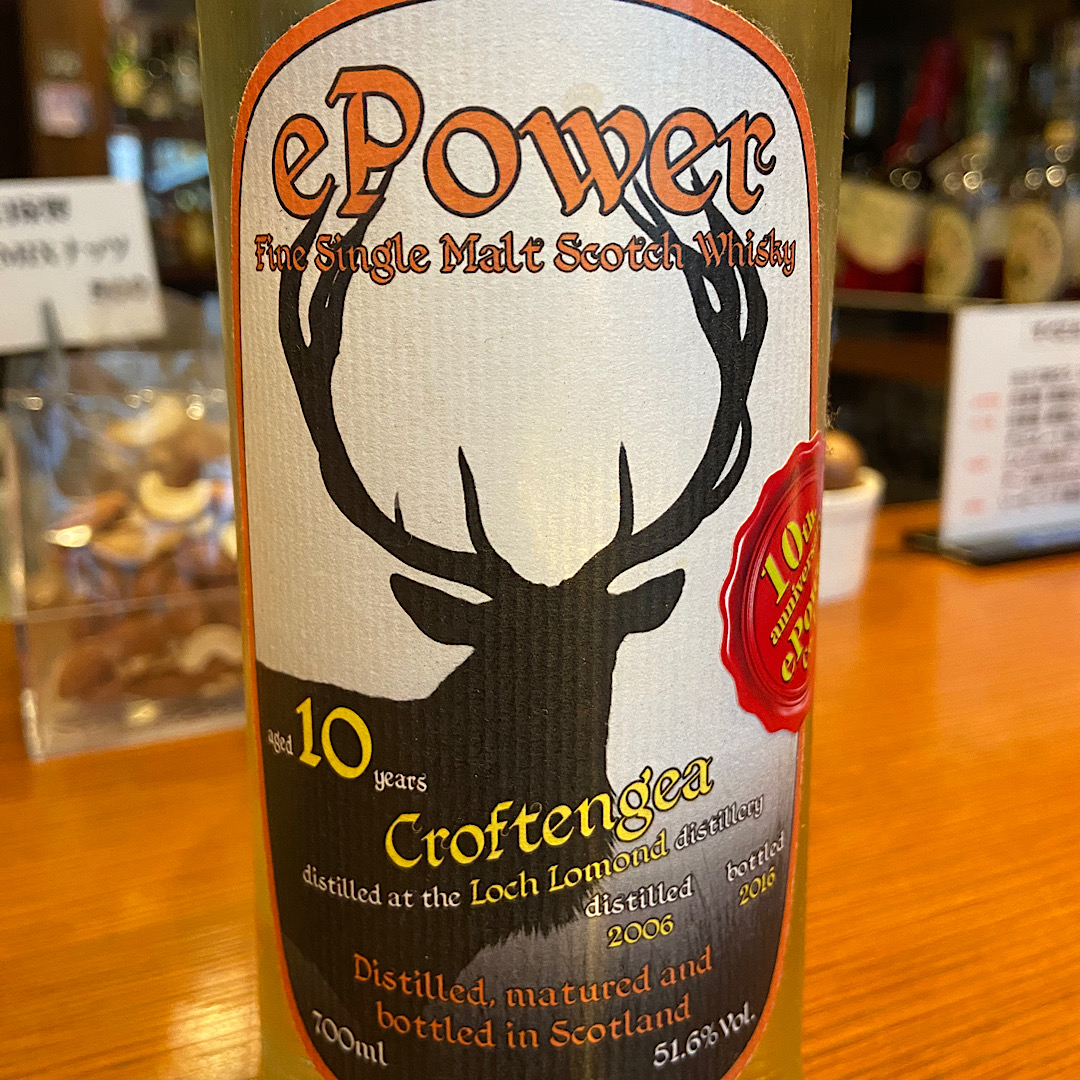 ePower
Fine Single Malt Scotch Whisky
10th
aged 10 years
Croftengea
distilled at the Loch Lomond distillery
distilled
2006
bottled
2016
Distilled, matured and
bottled in Scotland
700ml
51.6% Vol.